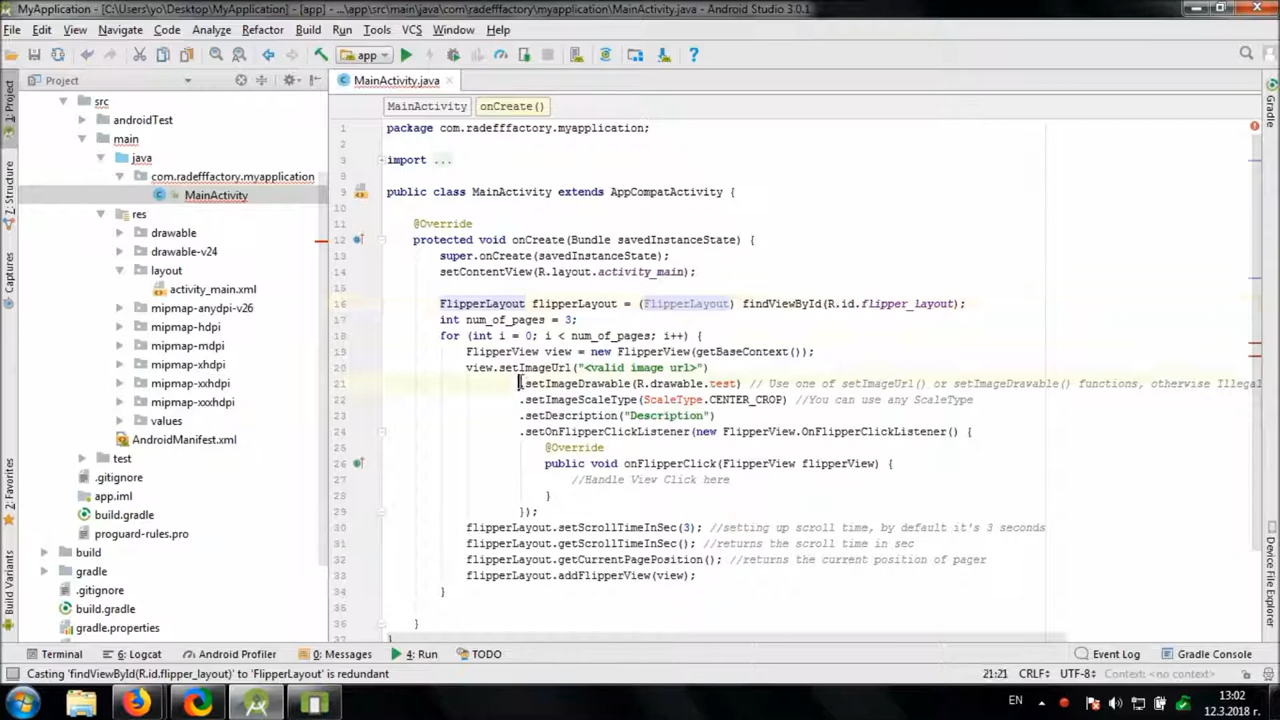 MyApplication - [C:\Users\yo\Desktop\MyApplication] - [app] - ...\app\src\main\java\com\radefffactory\myapplication\MainActivity.java - Android Studio 3.0.1
File Edit View Navigate Code Analyze Refactor Build Run Tools VCS Window Help
app
Project
MainActivity.java
MainActivity onCreate()
1: Project
7: Structure
Captures
2: Favorites
Build Variants
src
androidTest
main
java
com.radefffactory.myapplication
MainActivity
res
drawable
drawable-v24
layout
activity_main.xml
mipmap-anydpi-v26
mipmap-hdpi
mipmap-mdpi
mipmap-xhdpi
mipmap-xxhdpi
mipmap-xxxhdpi
values
AndroidManifest.xml
test
.gitignore
app.iml
build.gradle
proguard-rules.pro
build
gradle
.gitignore
build.gradle
gradle.properties
1 package com.radefffactory.myapplication;
2
3 import ...
8
9 public class MainActivity extends AppCompatActivity {
10
11 @Override
12 protected void onCreate(Bundle savedInstanceState) {
13 super.onCreate(savedInstanceState);
14 setContentView(R.layout.activity_main);
15
16 FlipperLayout flipperLayout = (FlipperLayout) findViewById(R.id.flipper_layout);
17 int num_of_pages = 3;
18 for (int i = 0; i < num_of_pages; i++) {
19 FlipperView view = new FlipperView(getBaseContext());
20 view.setImageUrl("<valid image url>")
21 .setImageDrawable(R.drawable.test) // Use one of setImageUrl() or setImageDrawable() functions, otherwise Illegal
22 .setImageScaleType(ScaleType.CENTER_CROP) //You can use any ScaleType
23 .setDescription("Description")
24 .setOnFlipperClickListener(new FlipperView.OnFlipperClickListener() {
25 @Override
26 public void onFlipperClick(FlipperView flipperView) {
27 //Handle View Click here
28 }
29 });
30 flipperLayout.setScrollTimeInSec(3); //setting up scroll time, by default it's 3 seconds
31 flipperLayout.getScrollTimeInSec(); //returns the scroll time in sec
32 flipperLayout.getCurrentPagePosition(); //returns the current position of pager
33 flipperLayout.addFlipperView(view);
34 }
35
36 }
37 }
Gradle
Device File Explorer
Terminal 6: Logcat Android Profiler 0: Messages 4: Run TODO Event Log Gradle Console
Casting 'findViewById(R.id.flipper_layout)' to 'FlipperLayout' is redundant 21:21 CRLF÷ UTF-8÷ Context: <no context>
EN 13:02
12.3.2018 г.